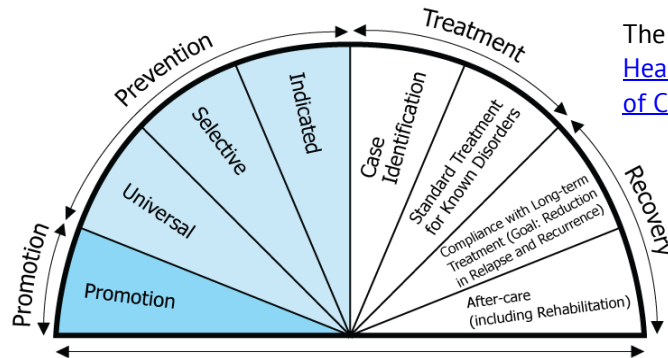 Promotion
Prevention
Treatment
Recovery
Promotion
Universal
Selective
Indicated
Case
Identification
Standard Treatment
for Known Disorders
Compliance with Long-term
Treatment (Goal: Reduction
in Relapse and Recurrence)
After-care
(including Rehabilitation)
The
Hea
of C